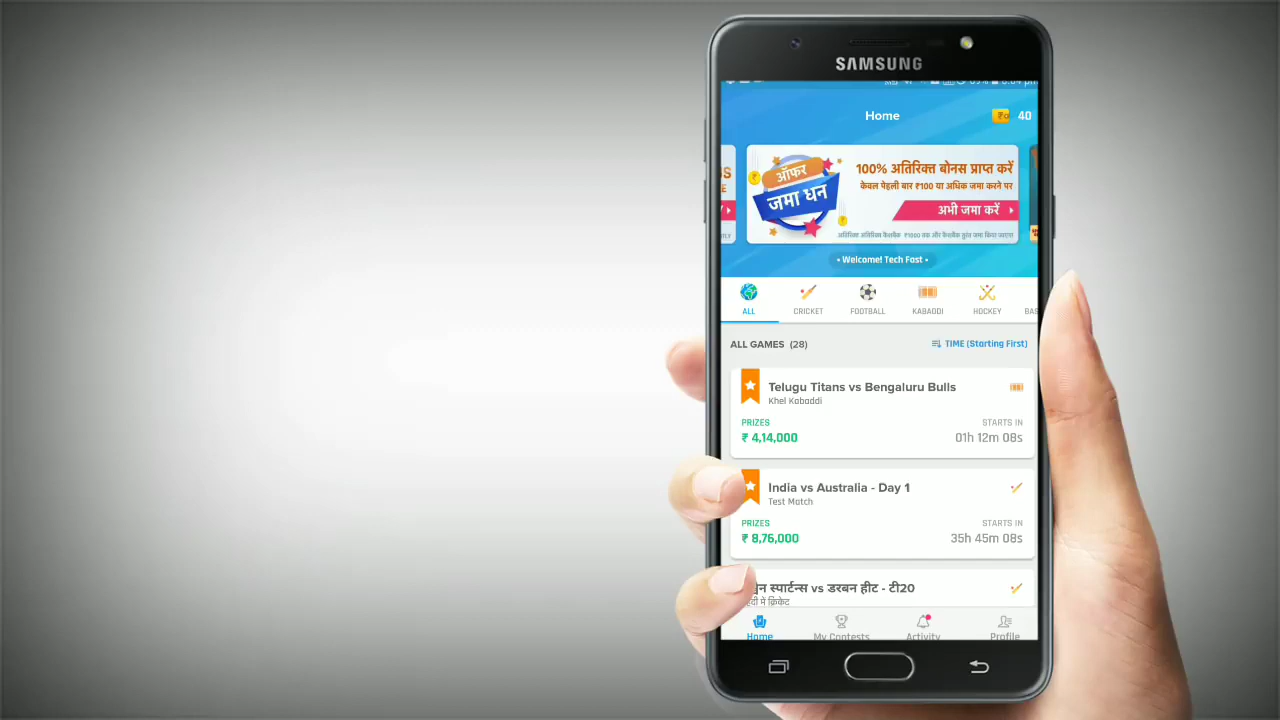 SAMSUNG
Home
40
ऑफर
जमा धन
100% अतिरिक्त बोनस प्राप्त करें
केवल पेहली बार ₹100 या अधिक जमा करने पर
अभी जमा करें
• Welcome! Tech Fast •
ALL
CRICKET
FOOTBALL
KABADDI
HOCKEY
BAS
ALL GAMES (28)
TIME (Starting First)
Telugu Titans vs Bengaluru Bulls
Khel Kabaddi
PRIZES
STARTS IN
₹ 4,14,000
01h 12m 08s
India vs Australia - Day 1
Test Match
PRIZES
STARTS IN
₹ 8,76,000
35h 45m 08s
स्पार्टन्स vs डरबन हीट - टी20
में क्रिकेट
Home
My Contests
Activity
Profile